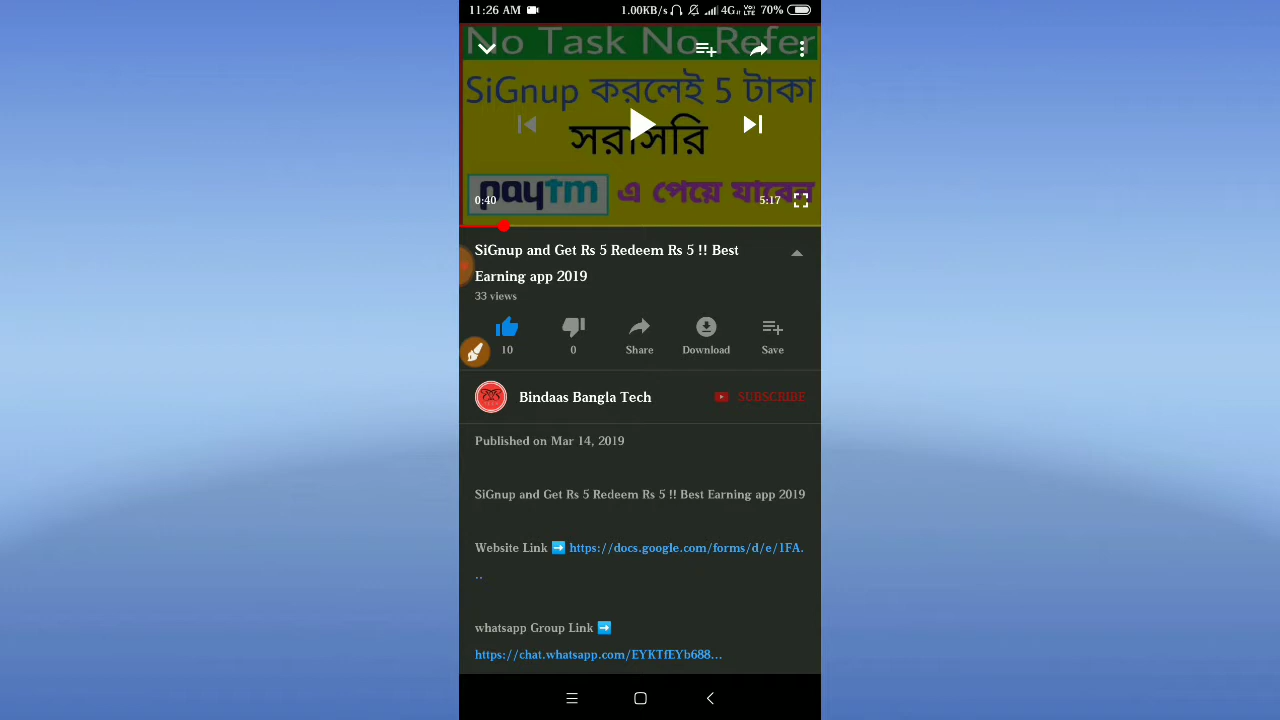 11:26 AM 1.00KB/s 4G 70%
No Task No Refer
SiGnup করলেই 5 টাকা
সরাসরি
paytm এ পেয়ে যাবেন
0:40 5:17
SiGnup and Get Rs 5 Redeem Rs 5 !! Best
Earning app 2019
33 views
10 0 Share Download Save
Bindaas Bangla Tech SUBSCRIBE
Published on Mar 14, 2019
SiGnup and Get Rs 5 Redeem Rs 5 !! Best Earning app 2019
Website Link ➡ https://docs.google.com/forms/d/e/1FA.
..
whatsapp Group Link ➡
https://chat.whatsapp.com/EYKTfEYb688...